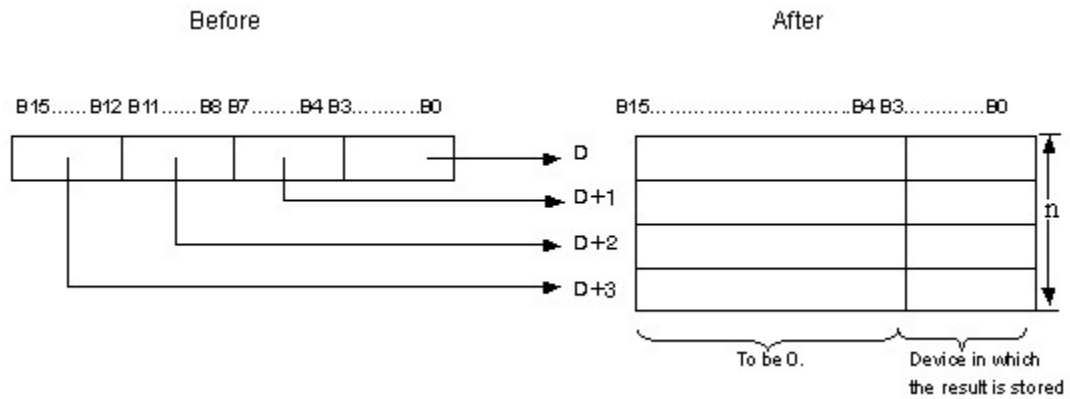 Before After
B15......B12 B11......B8 B7........B4 B3..........B0 B15..............................B4 B3............B0
D
D+1
n
D+2
D+3
To be 0. Device in which
the result is stored